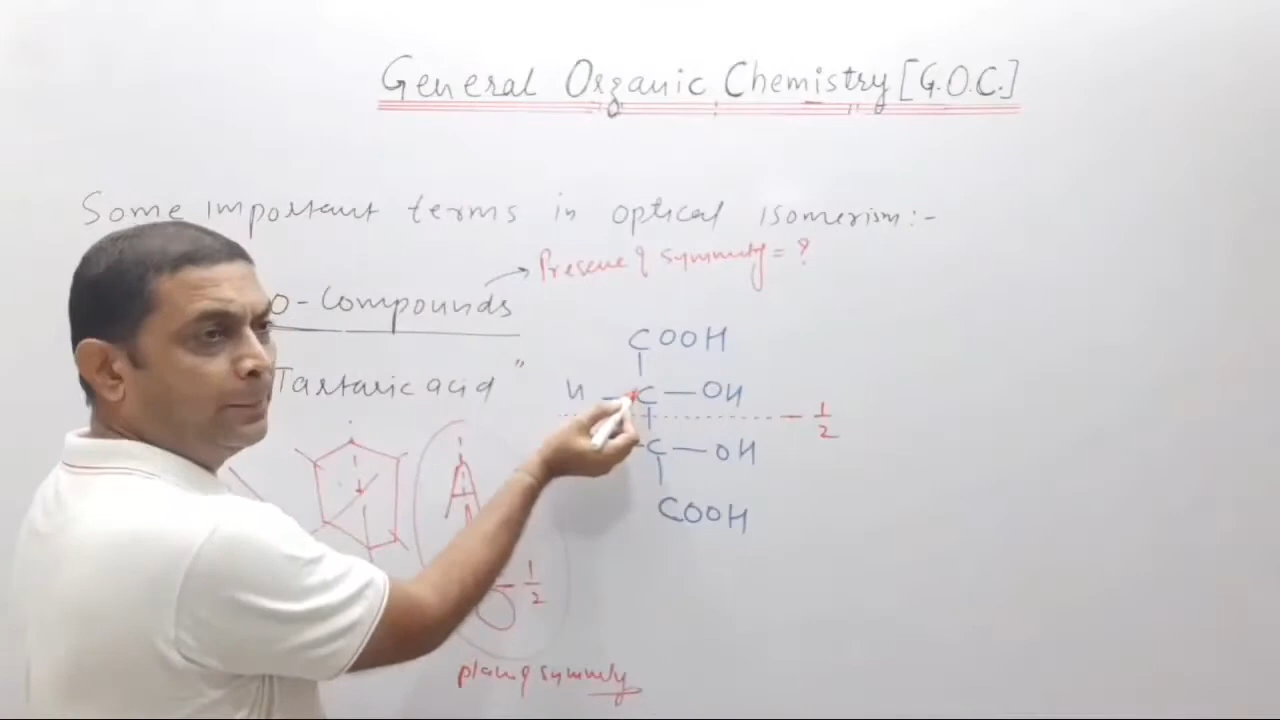 General Organic Chemistry [G.O.C.]
Some important terms in optical isomerism:-
Presence of symmetry = ?
o-Compounds
Tartaric acid"
COOH
H - C - OH
1/2
C - OH
COOH
A
1/2
plane of symmetry